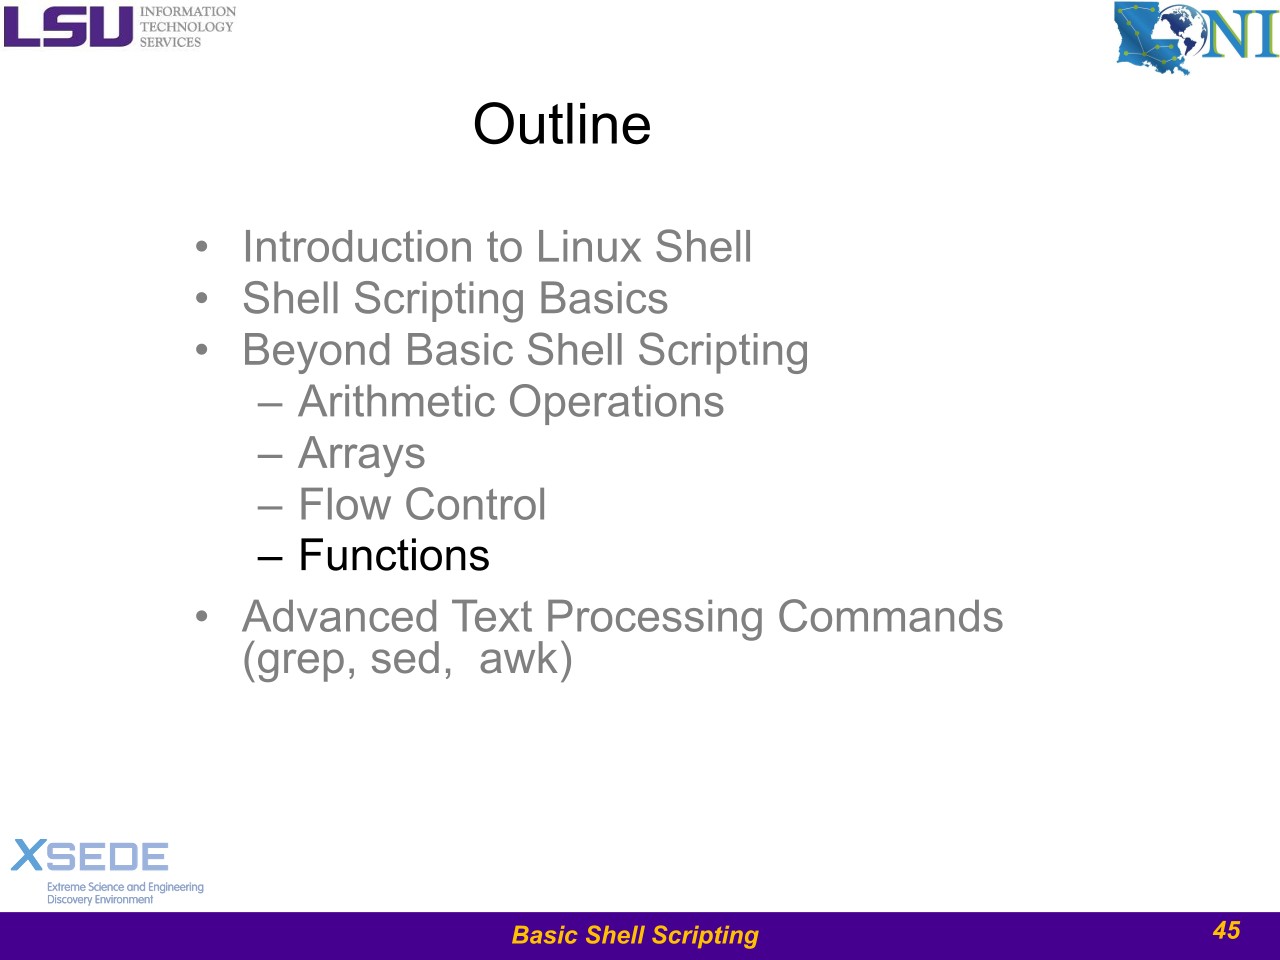 LSU INFORMATION
TECHNOLOGY
SERVICES
LONI
Outline
• Introduction to Linux Shell
• Shell Scripting Basics
• Beyond Basic Shell Scripting
– Arithmetic Operations
– Arrays
– Flow Control
– Functions
• Advanced Text Processing Commands
(grep, sed,  awk)
XSEDE
Extreme Science and Engineering
Discovery Environment
Basic Shell Scripting
45